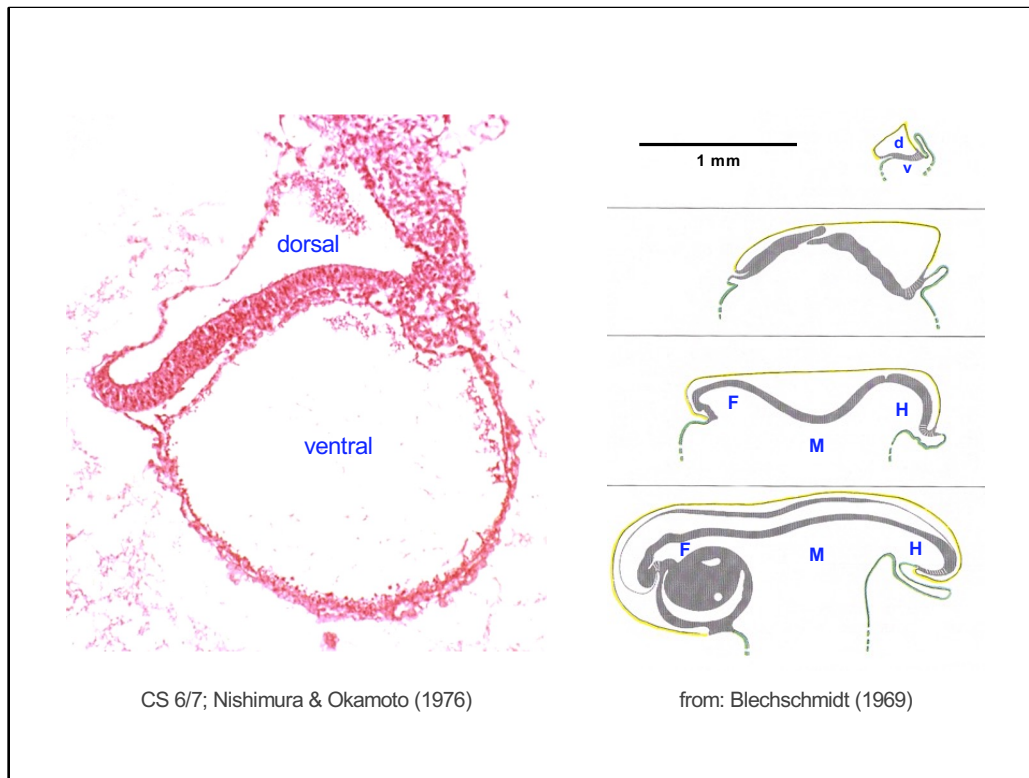 dorsal
ventral
CS 6/7; Nishimura & Okamoto (1976)
1 mm
d
v
F
H
M
F
M
H
from: Blechschmidt (1969)